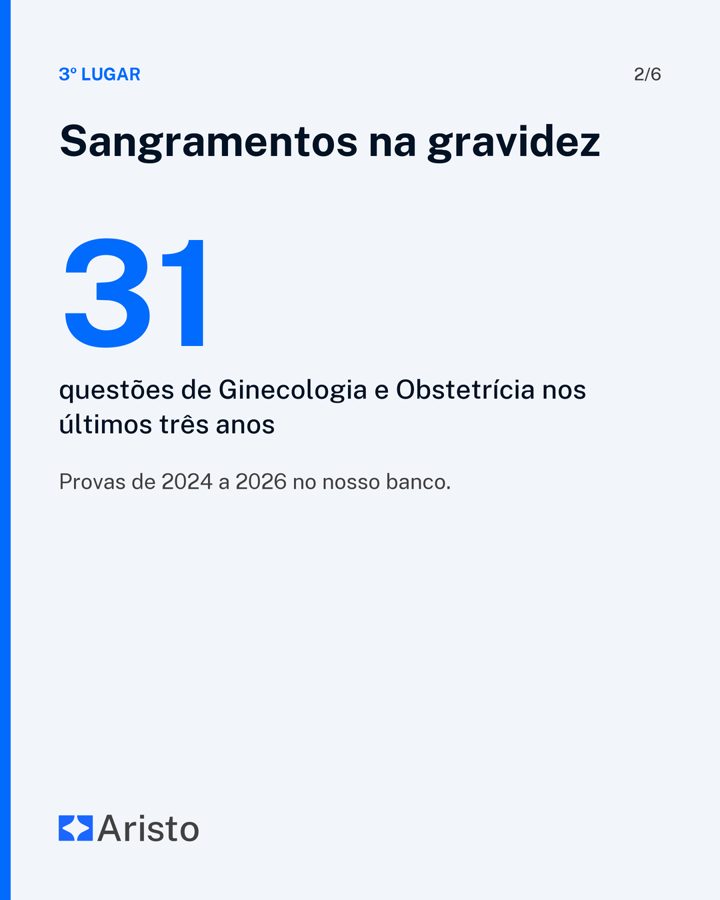 3º LUGAR
2/6
Sangramentos na gravidez
31
questões de Ginecologia e Obstetrícia nos
últimos três anos
Provas de 2024 a 2026 no nosso banco.
Aristo